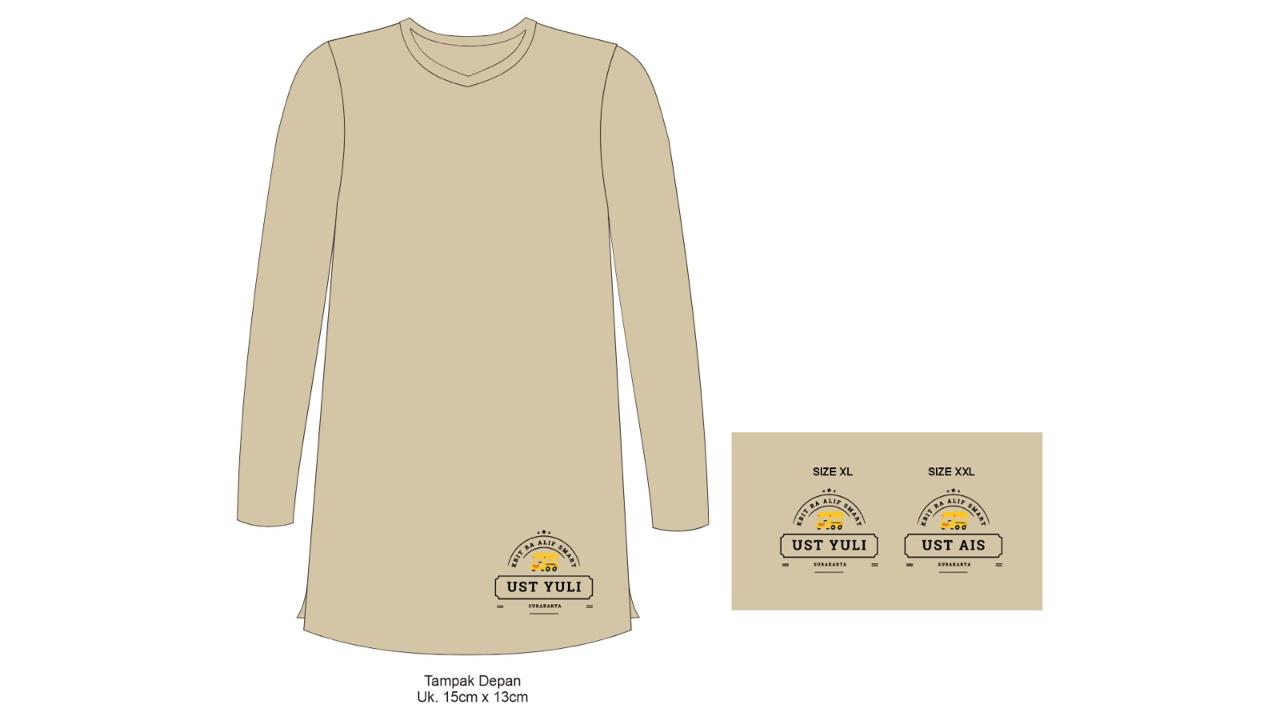 KBIT RA ALIF SMART
UST YULI
SURAKARTA
Tampak Depan
Uk. 15cm x 13cm
SIZE XL
KBIT RA ALIF SMART
UST YULI
SURAKARTA
SIZE XXL
KBIT RA ALIF SMART
UST AIS
SURAKARTA